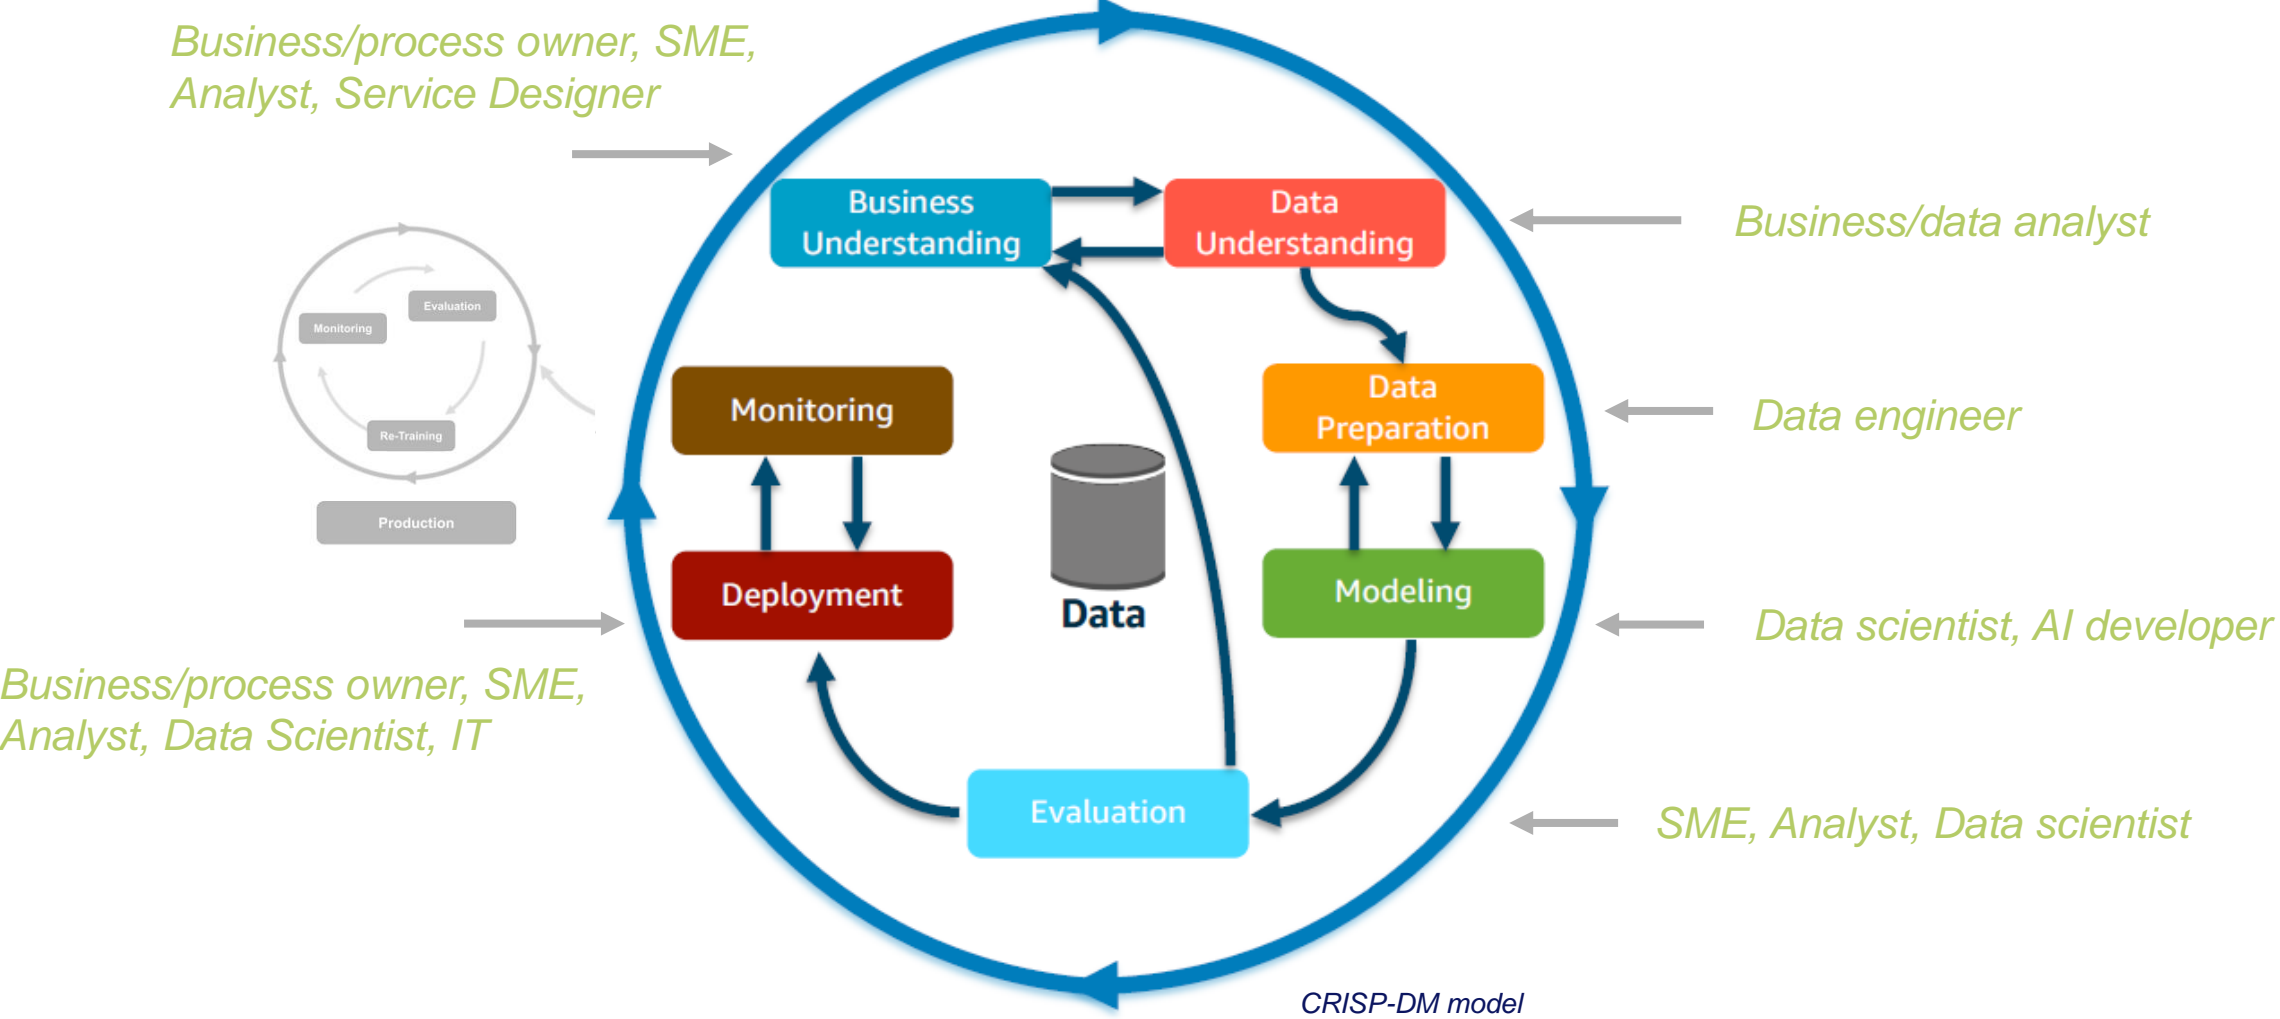 Business/process owner, SME,
Analyst, Service Designer
Business
Understanding
Data
Understanding
Business/data analyst
Evaluation
Monitoring
Re-Training
Production
Monitoring
Data
Preparation
Data engineer
Deployment
Data
Modeling
Data scientist, AI developer
Business/process owner, SME,
Analyst, Data Scientist, IT
Evaluation
SME, Analyst, Data scientist
CRISP-DM model